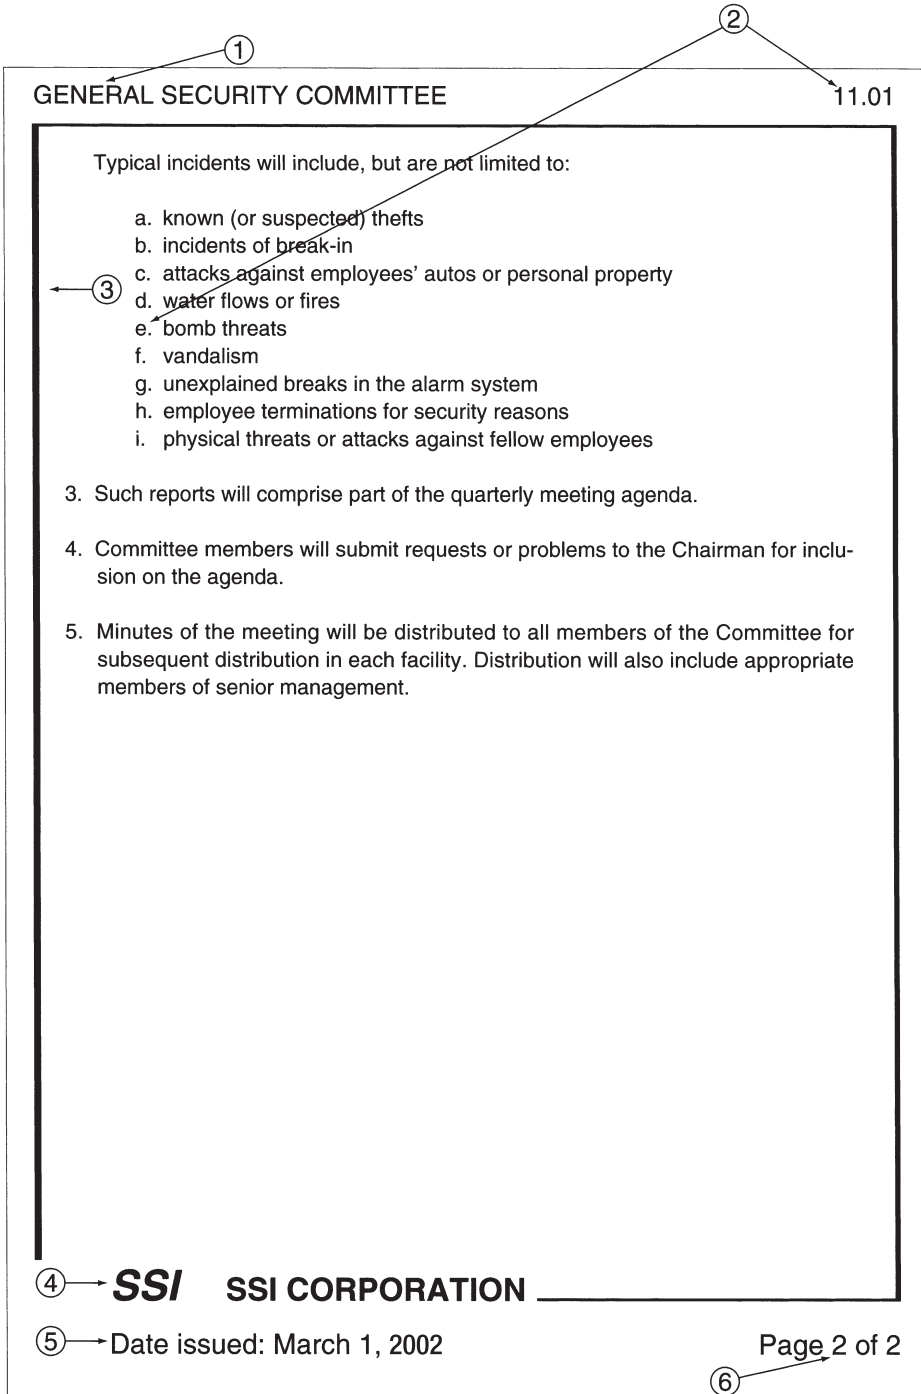 ① ②
GENERAL SECURITY COMMITTEE 11.01
Typical incidents will include, but are not limited to:
a. known (or suspected) thefts
b. incidents of break-in
c. attacks against employees' autos or personal property
③
d. water flows or fires
e. bomb threats
f. vandalism
g. unexplained breaks in the alarm system
h. employee terminations for security reasons
i. physical threats or attacks against fellow employees
3. Such reports will comprise part of the quarterly meeting agenda.
4. Committee members will submit requests or problems to the Chairman for inclu-
sion on the agenda.
5. Minutes of the meeting will be distributed to all members of the Committee for
subsequent distribution in each facility. Distribution will also include appropriate
members of senior management.
④ SSI SSI CORPORATION
⑤ Date issued: March 1, 2002 Page 2 of 2
⑥